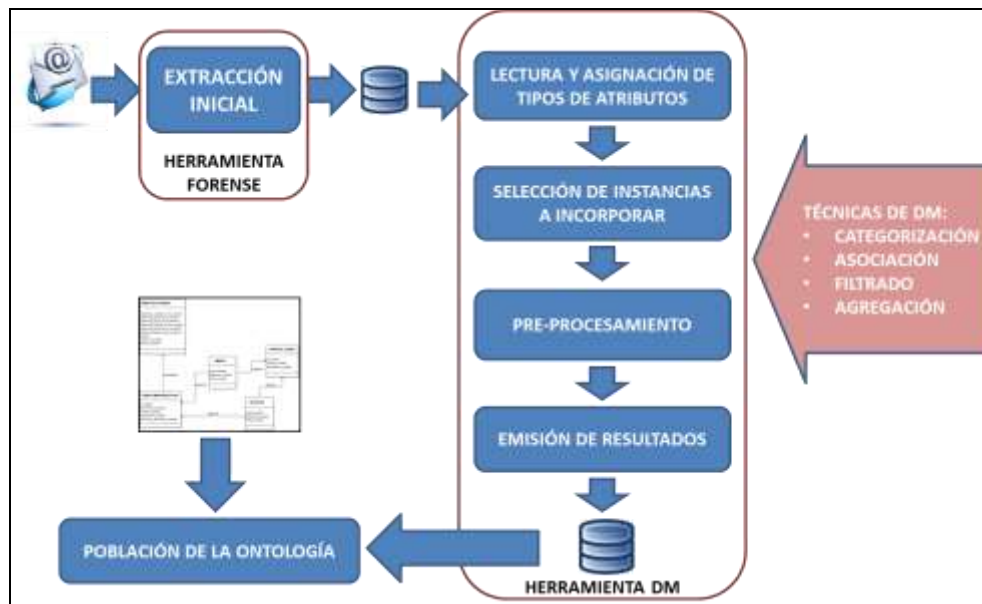 @
EXTRACCIÓN
INICIAL
HERRAMIENTA
FORENSE
LECTURA Y ASIGNACIÓN DE
TIPOS DE ATRIBUTOS
SELECCIÓN DE INSTANCIAS
A INCORPORAR
PRE-PROCESAMIENTO
EMISIÓN DE RESULTADOS
HERRAMIENTA DM
TÉCNICAS DE DM:
• CATEGORIZACIÓN
• ASOCIACIÓN
• FILTRADO
• AGREGACIÓN
POBLACIÓN DE LA ONTOLOGÍA